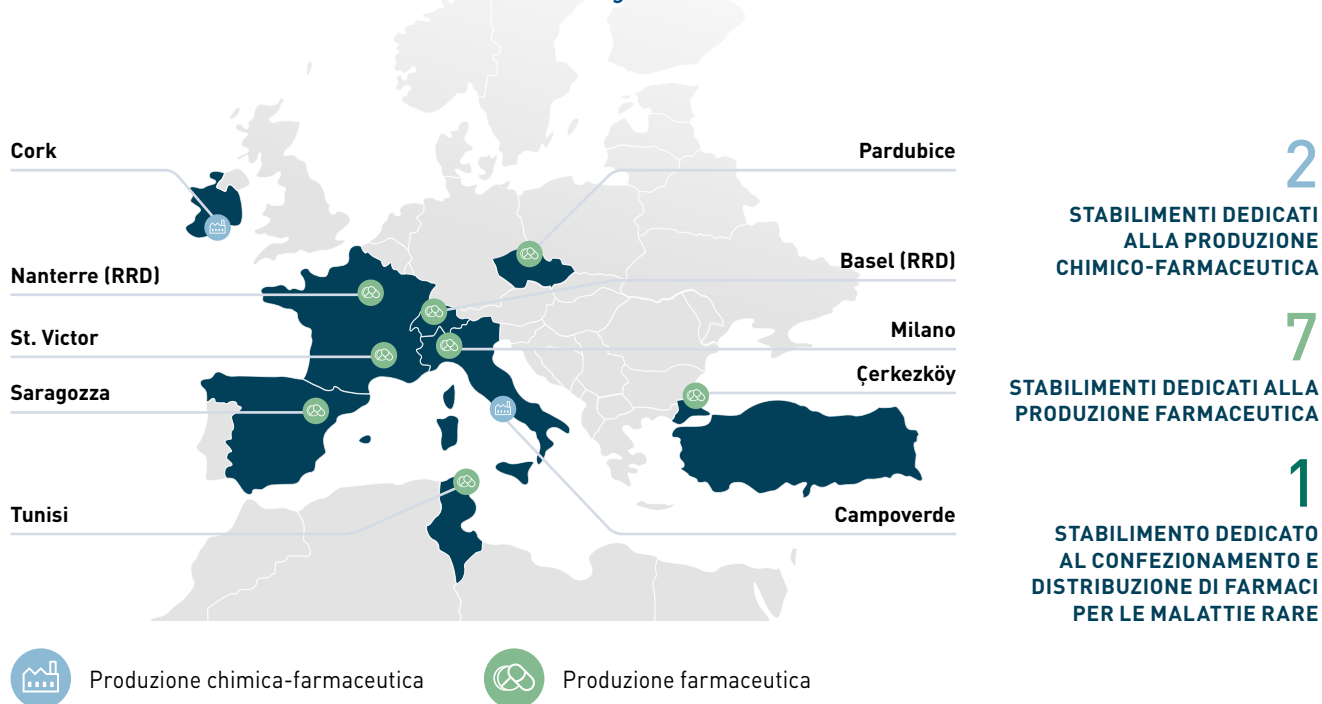 Cork
Nanterre (RRD)
St. Victor
Saragozza
Tunisi
Pardubice
Basel (RRD)
Milano
Çerkezköy
Campoverde
2
STABILIMENTI DEDICATI
ALLA PRODUZIONE
CHIMICO-FARMACEUTICA
7
STABILIMENTI DEDICATI ALLA
PRODUZIONE FARMACEUTICA
1
STABILIMENTO DEDICATO
AL CONFEZIONAMENTO E
DISTRIBUZIONE DI FARMACI
PER LE MALATTIE RARE
Produzione chimica-farmaceutica
Produzione farmaceutica